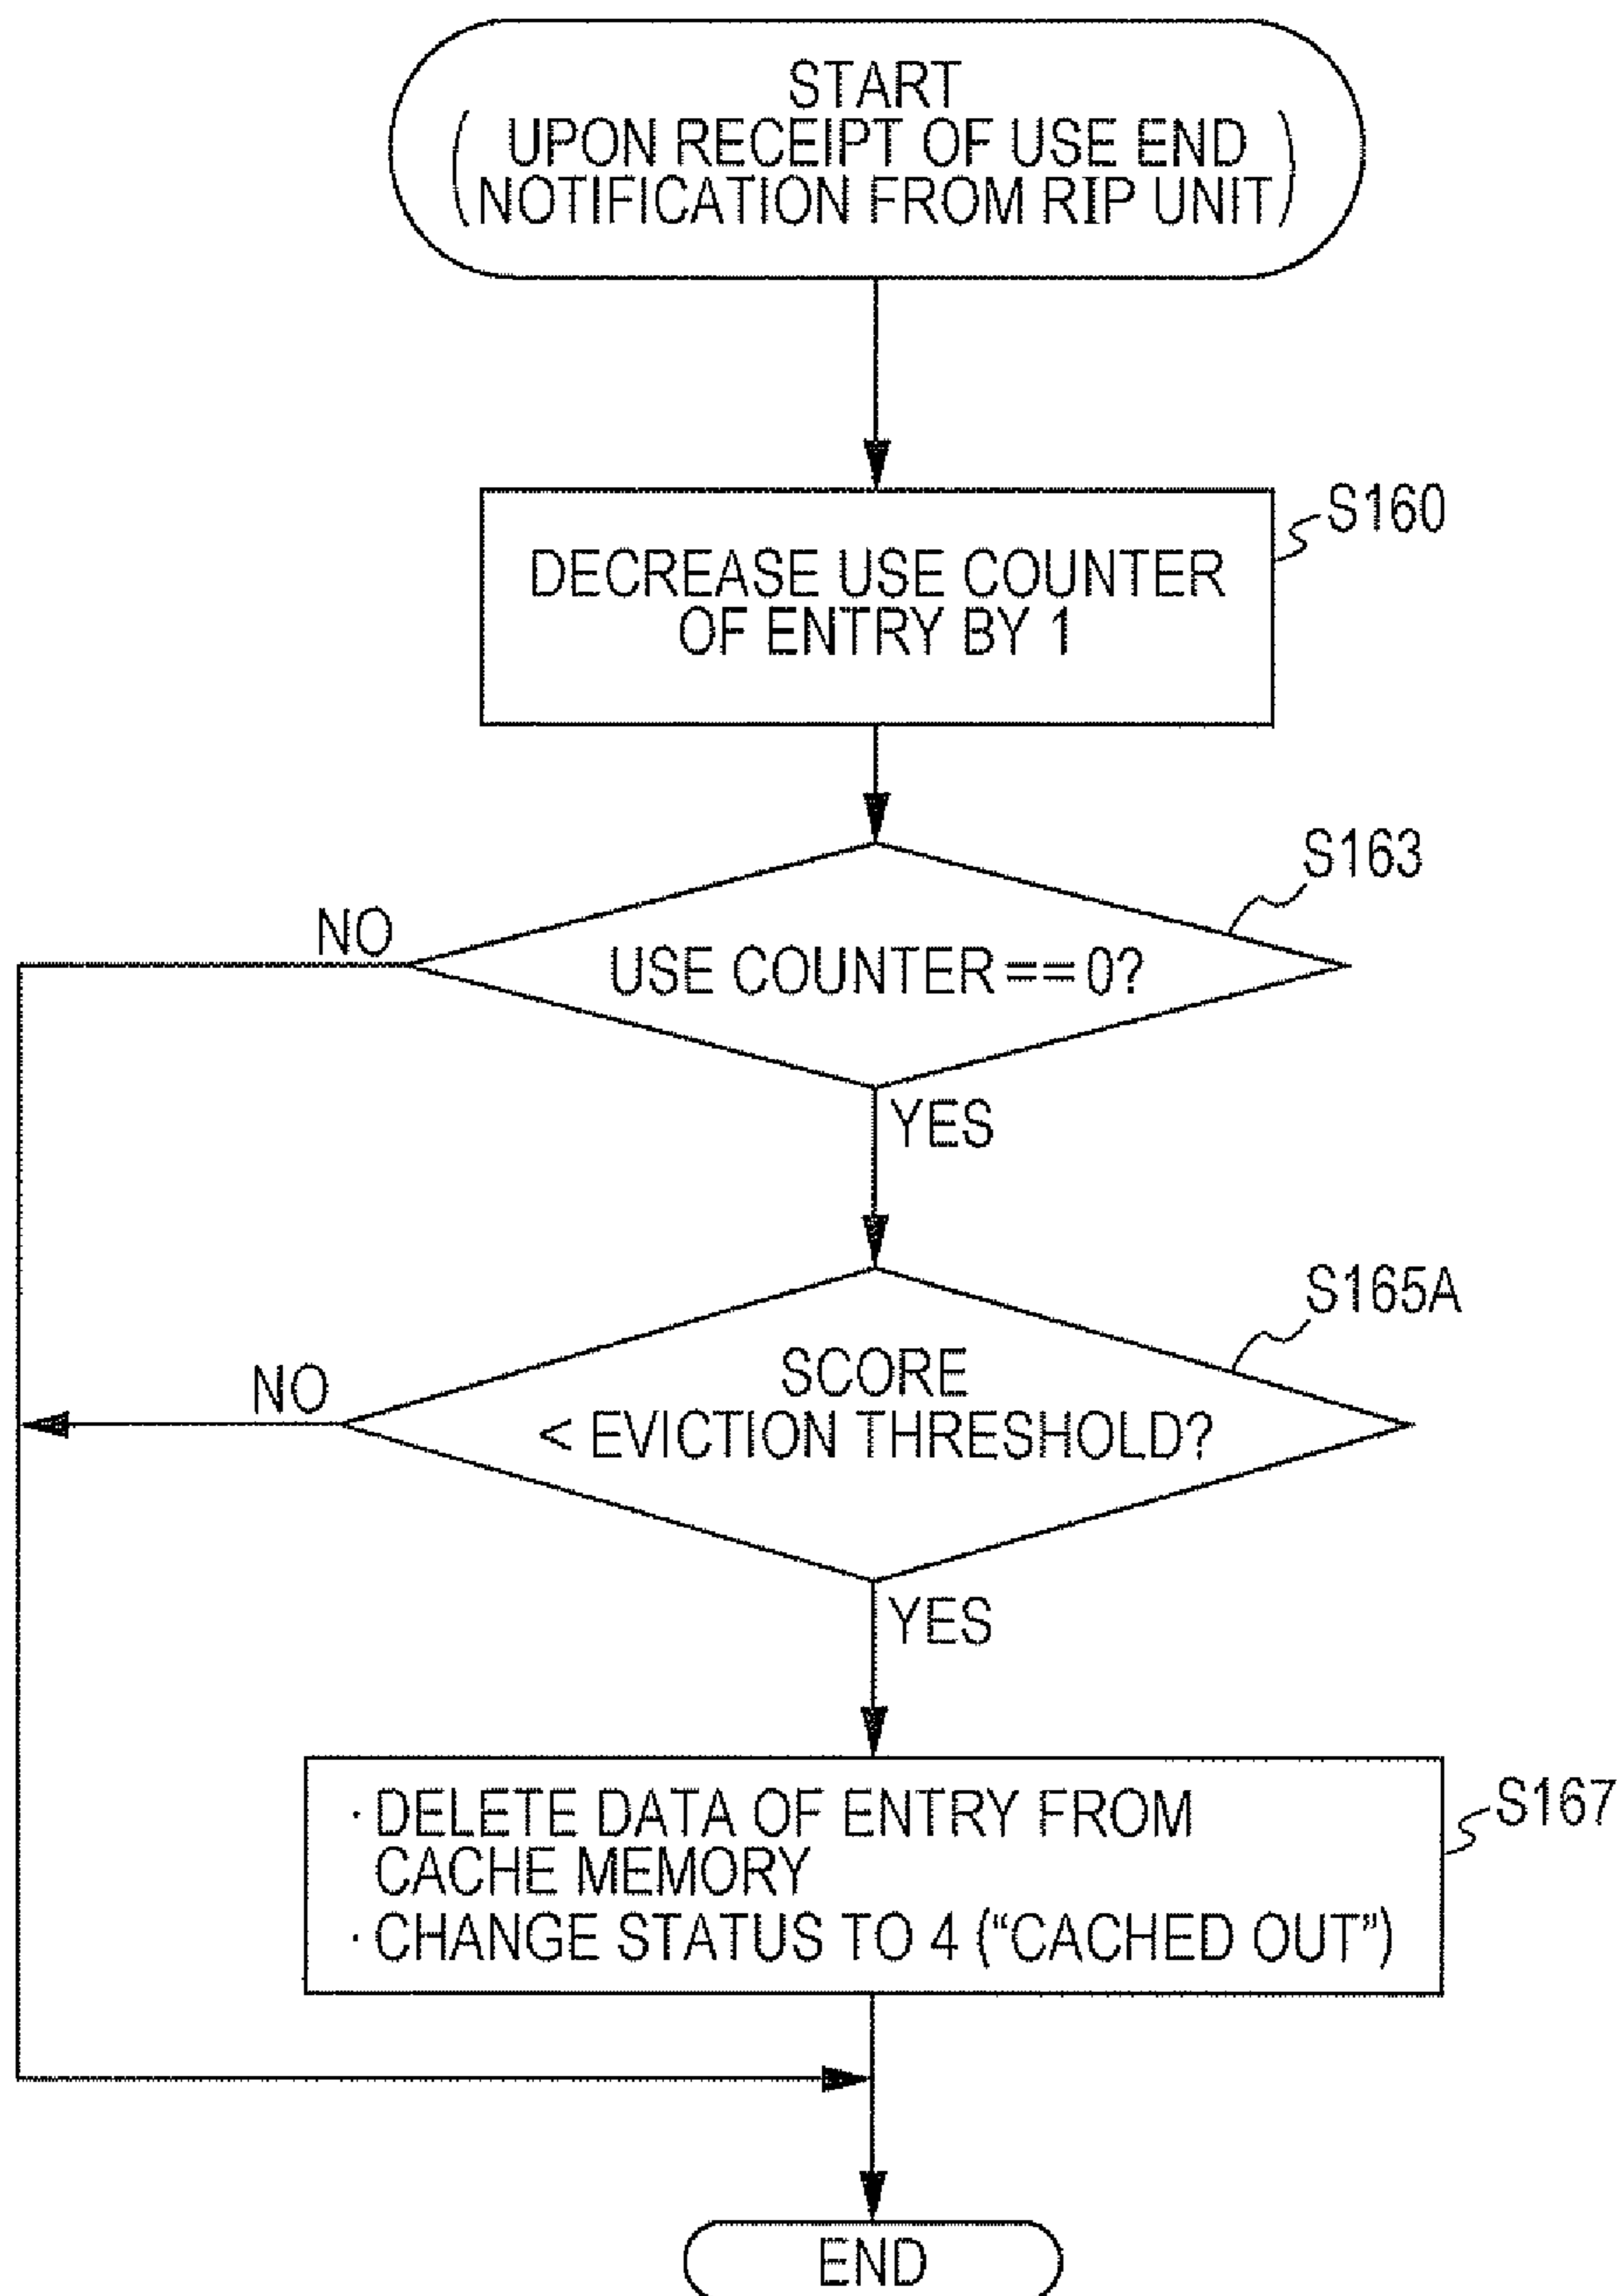 START
( UPON RECEIPT OF USE END
NOTIFICATION FROM RIP UNIT )
S160
DECREASE USE COUNTER
OF ENTRY BY 1
S163
NO
USE COUNTER == 0?
YES
S165A
SCORE
NO
< EVICTION THRESHOLD?
YES
S167
· DELETE DATA OF ENTRY FROM
CACHE MEMORY
· CHANGE STATUS TO 4 (“CACHED OUT”)
END